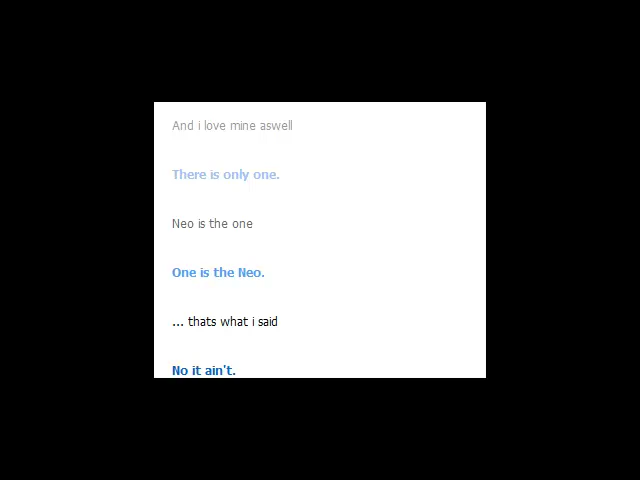 And i love mine aswell
There is only one.
Neo is the one
One is the Neo.
... thats what i said
No it ain't.